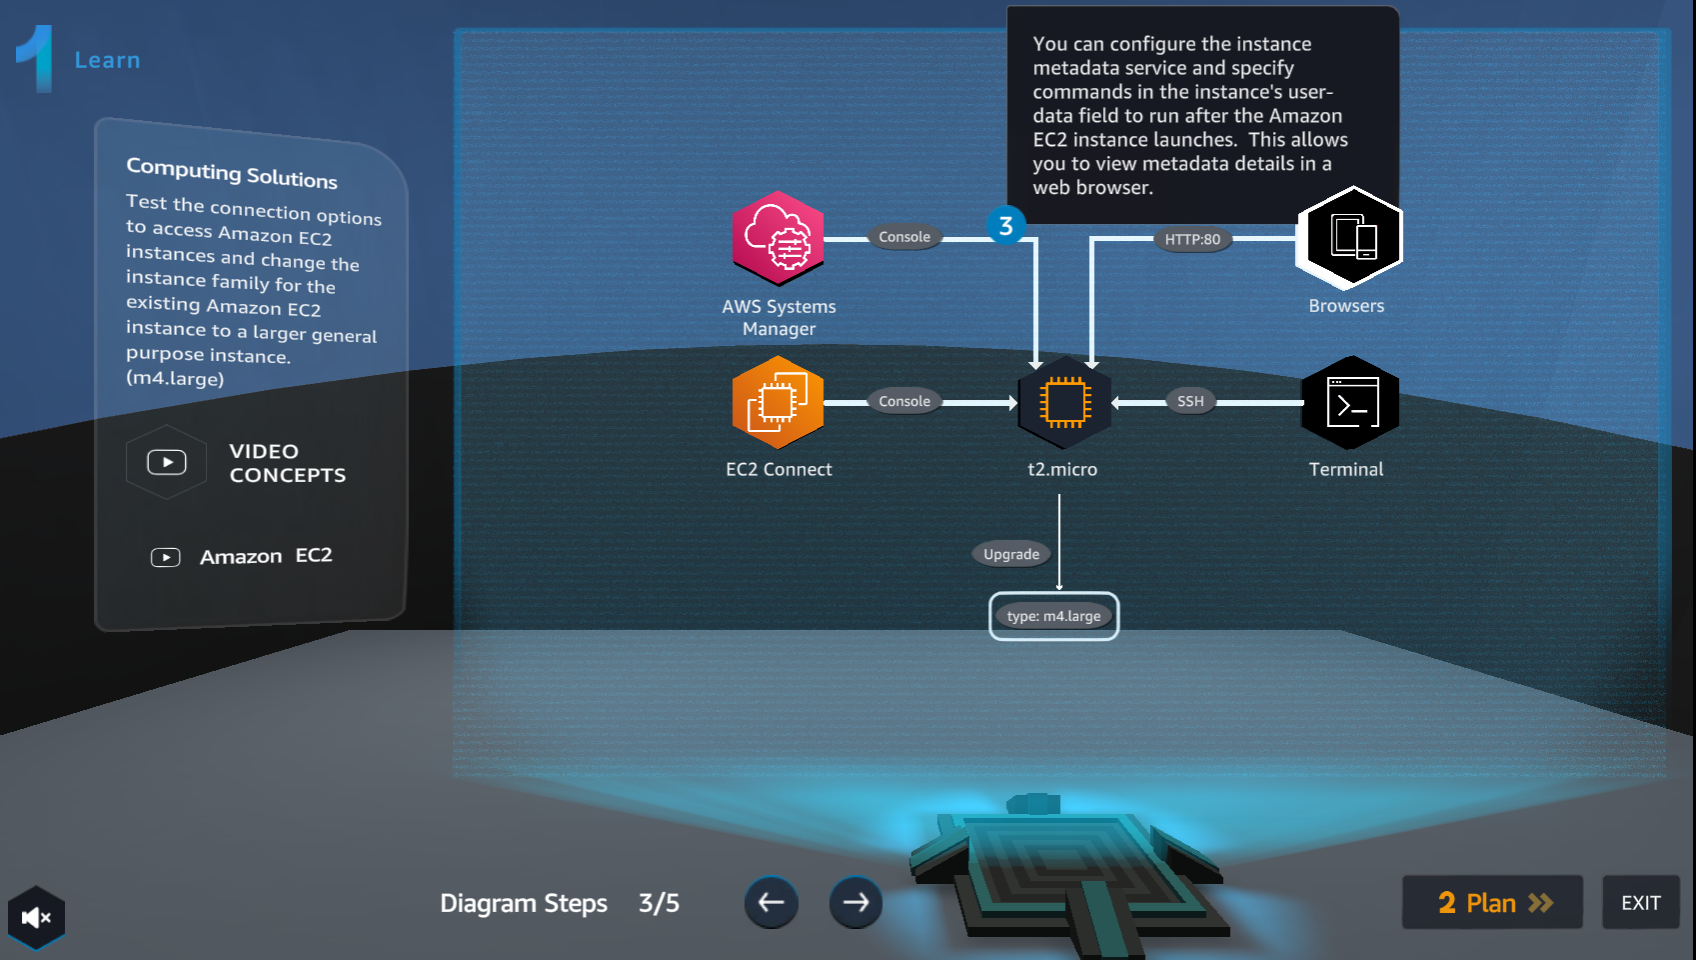 1 Learn
Computing Solutions
Test the connection options
to access Amazon EC2
instances and change the
instance family for the
existing Amazon EC2
instance to a larger general
purpose instance.
(m4.large)
VIDEO
CONCEPTS
Amazon EC2
You can configure the instance
metadata service and specify
commands in the instance's user-
data field to run after the Amazon
EC2 instance launches. This allows
you to view metadata details in a
web browser.
3
Console
HTTP:80
AWS Systems
Manager
Browsers
Console
SSH
EC2 Connect
t2.micro
Terminal
Upgrade
type: m4.large
Diagram Steps 3/5
2 Plan
EXIT